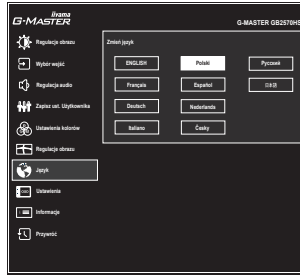 iiyama
G-MASTER
G-MASTER GB2570HS
Regulacja obrazu
Wybór wejść
Regulacja audio
Zapisz ust. Użytkownika
Ustawienia kolorów
Regulacja obrazu
Język
Ustawienia
Informacja
Przywróć
Zmień język
ENGLISH
Polski
Русский
Français
Español
日本語
Deutsch
Nederlands
Italiano
Česky